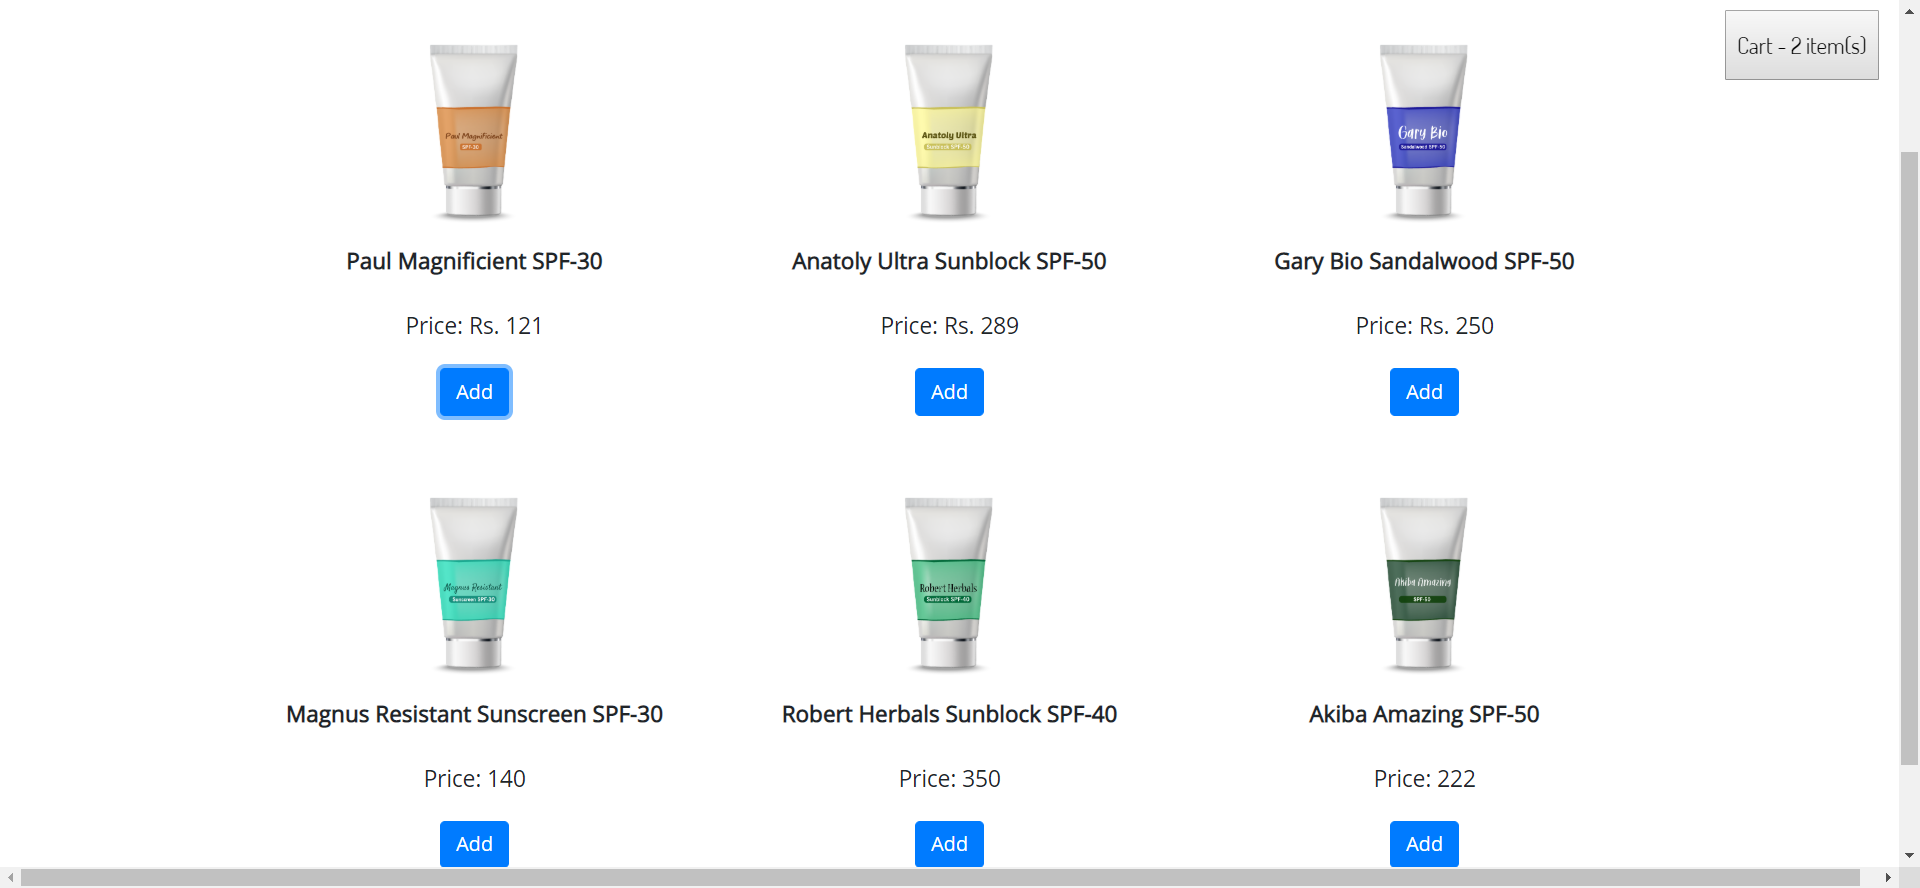 Cart - 2 item(s)
Paul Magnificient
SPF-30
Anatoly Ultra
Sunblock SPF-50
Gary Bio
Sandalwood SPF-50
Paul Magnificient SPF-30
Anatoly Ultra Sunblock SPF-50
Gary Bio Sandalwood SPF-50
Price: Rs. 121
Price: Rs. 289
Price: Rs. 250
Add
Add
Add
Magnus Resistant
Sunscreen SPF-30
Robert Herbals
Sunblock SPF-40
Akiba Amazing
SPF-50
Magnus Resistant Sunscreen SPF-30
Robert Herbals Sunblock SPF-40
Akiba Amazing SPF-50
Price: 140
Price: 350
Price: 222
Add
Add
Add